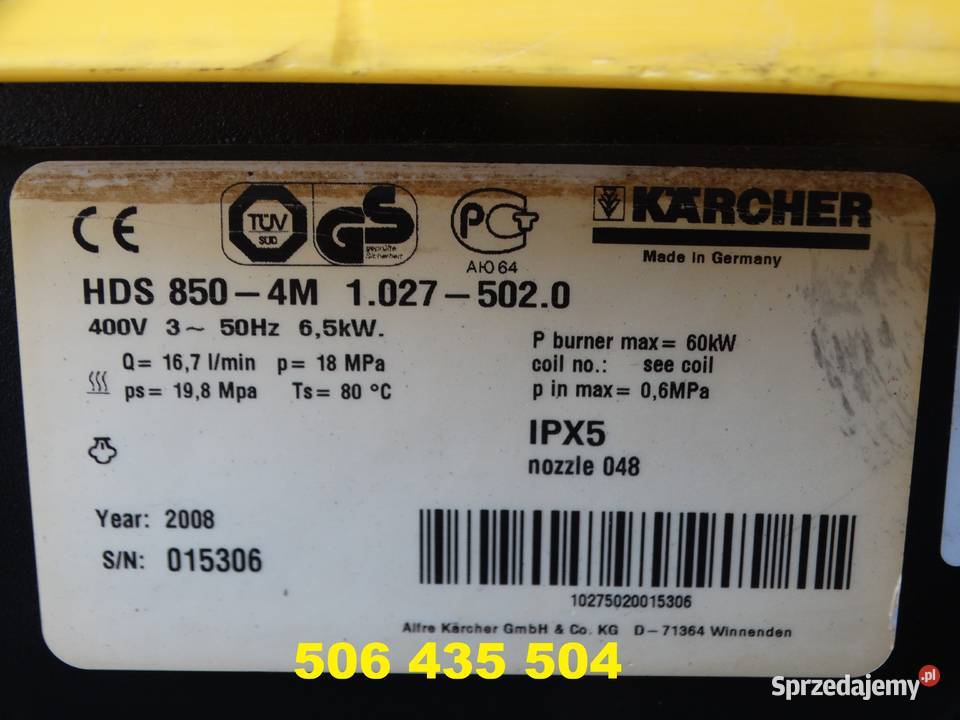 TÜV
SÜD
GS
geprüfte
Sicherheit
PCT
АЮ64
KÄRCHER
Made in Germany
HDS 850-4M 1.027-502.0
400V 3~ 50Hz 6,5kW.
Q= 16,7 l/min p= 18 MPa
ps= 19,8 Mpa Ts= 80 °C
P burner max= 60kW
coil no.: see coil
p in max= 0,6MPa
IPX5
nozzle 048
Year: 2008
S/N: 015306
10275020015306
Alfre Kärcher GmbH & Co. KG D-71364 Winnenden
506 435 504
Sprzedajemy.pl